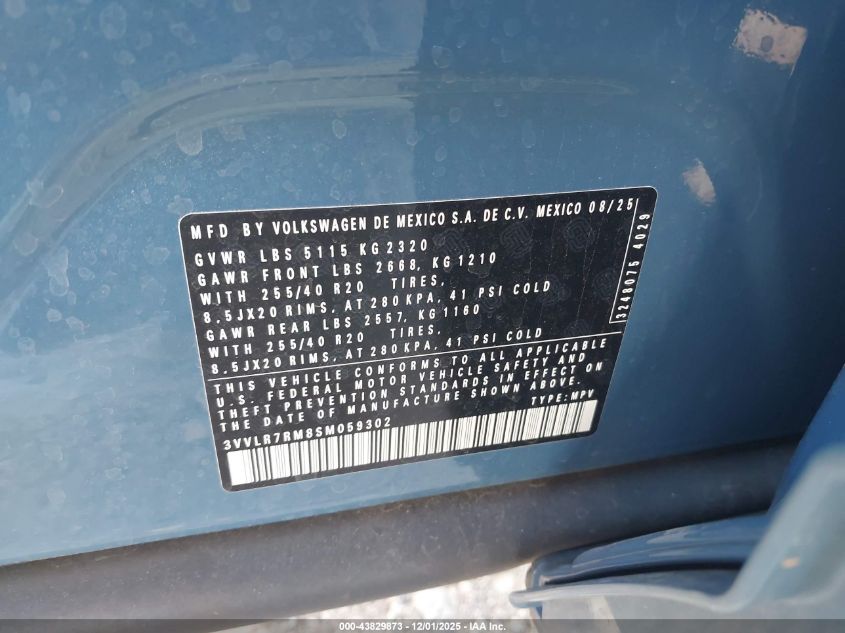 MFD BY VOLKSWAGEN DE MEXICO S.A. DE C.V. MEXICO 08/25
GVWR LBS 5115 KG 2320
GAWR FRONT LBS 2668, KG 1210
WITH 255/40 R20 TIRES,
8,5JX20 RIMS, AT 280 KPA, 41 PSI COLD
GAWR REAR LBS 2557, KG 1160
WITH 255/40 R20 TIRES,
8,5JX20 RIMS, AT 280 KPA, 41 PSI COLD
THIS VEHICLE CONFORMS TO ALL APPLICABLE
U.S. FEDERAL MOTOR VEHICLE SAFETY AND
THEFT PREVENTION STANDARDS IN EFFECT ON
THE DATE OF MANUFACTURE SHOWN ABOVE.
3VVLR7RM8SM059302 TYPE: MPV
3248075 4029
000-43829873 - 12/01/2025 - © IAA Inc.